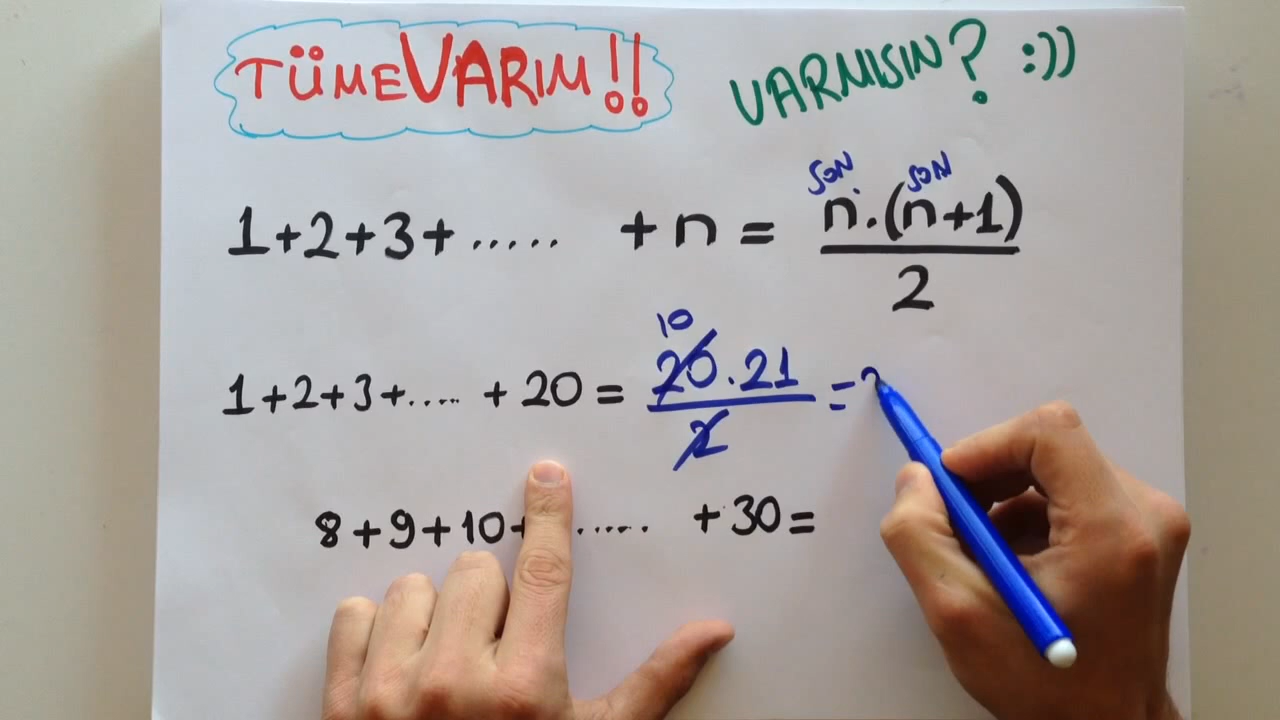 TÜMEVARIM!!
VARMISIN? :))
1+2+3+..... +n = n.(n+1)/2
SON SON
1+2+3+..... +20 = 20.21/2 = 2
10
8+9+10+...... +30=